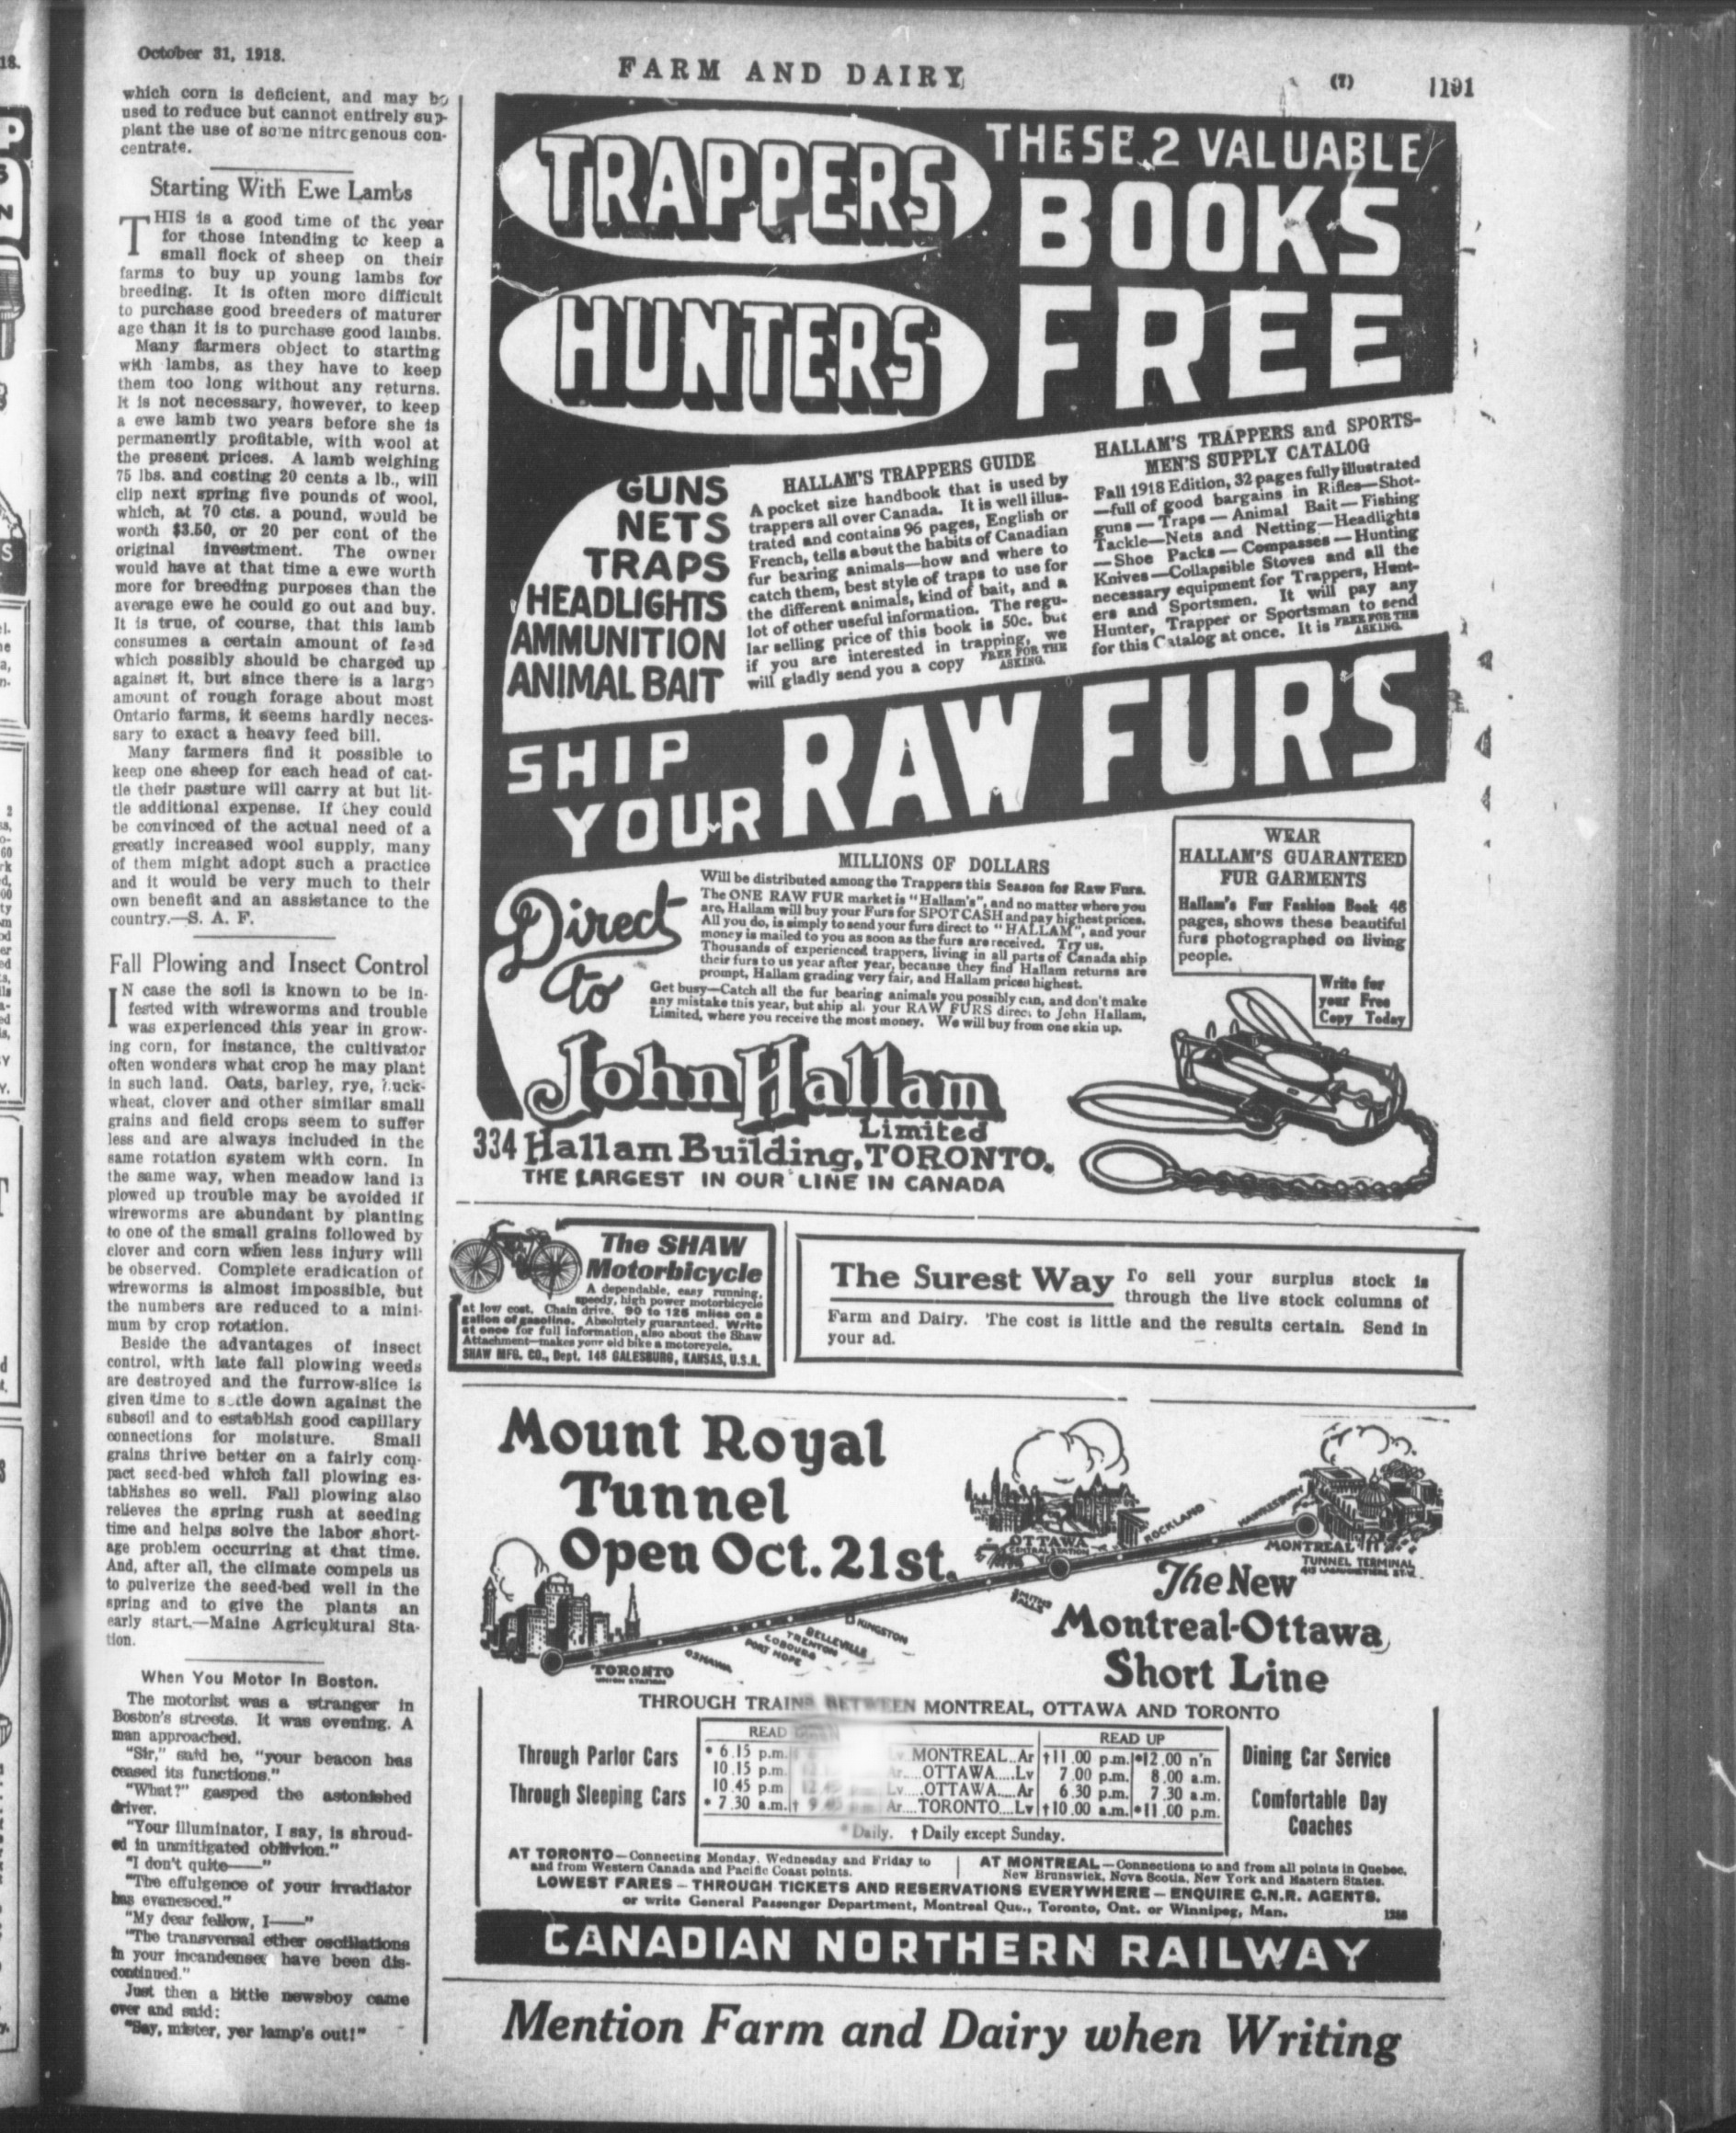 October 31, 1918.
FARM AND DAIRY
(7)
1191
which corn is deficient, and may be
used to reduce but cannot entirely sup-
plant the use of some nitrogenous con-
centrate.
Starting With Ewe Lambs
THIS is a good time of the year
for those intending to keep a
small flock of sheep on their
farms to buy up young lambs for
breeding. It is often more difficult
to purchase good breeders of maturer
age than it is to purchase good lambs.
Many farmers object to starting
with lambs, as they have to keep
them too long without any returns.
It is not necessary, however, to keep
a ewe lamb two years before she is
permanently profitable, with wool at
the present prices. A lamb weighing
75 lbs. and costing 20 cents a lb., will
clip next spring five pounds of wool,
which, at 70 cts. a pound, would be
worth $3.50, or 20 per cent of the
original investment. The owner
would have at that time a ewe worth
more for breeding purposes than the
average ewe he could go out and buy.
It is true, of course, that this lamb
consumes a certain amount of feed
which possibly should be charged up
against it, but since there is a large
amount of rough forage about most
Ontario farms, it seems hardly neces-
sary to exact a heavy feed bill.
Many farmers find it possible to
keep one sheep for each head of cat-
tle their pasture will carry at but lit-
tle additional expense. If they could
be convinced of the actual need of a
greatly increased wool supply, many
of them might adopt such a practice
and it would be very much to their
own benefit and an assistance to the
country.—S. A. F.
Fall Plowing and Insect Control
IN case the soil is known to be in-
fested with wireworms and trouble
was experienced this year in grow-
ing corn, for instance, the cultivator
often wonders what crop he may plant
in such land. Oats, barley, rye, buck-
wheat, clover and other similar small
grains and field crops seem to suffer
less and are always included in the
same rotation system with corn. In
the same way, when meadow land is
plowed up trouble may be avoided if
wireworms are abundant by planting
to one of the small grains followed by
clover and corn when less injury will
be observed. Complete eradication of
wireworms is almost impossible, but
the numbers are reduced to a mini-
mum by crop rotation.
Beside the advantages of insect
control, with late fall plowing weeds
are destroyed and the furrow-slice is
given time to settle down against the
subsoil and to establish good capillary
connections for moisture. Small
grains thrive better on a fairly com-
pact seed-bed which fall plowing es-
tablishes so well. Fall plowing also
relieves the spring rush at seeding
time and helps solve the labor short-
age problem occurring at that time.
And, after all, the climate compels us
to pulverize the seed-bed well in the
spring and to give the plants an
early start.—Maine Agricultural Sta-
tion.
When You Motor In Boston.
The motorist was a stranger in
Boston's streets. It was evening. A
man approached.
"Sir," said he, "your beacon has
ceased its functions."
"What?" gasped the astonished
driver.
"Your illuminator, I say, is shroud-
ed in unmitigated oblivion."
"I don't quite——"
"The effulgence of your irradiator
has evanesced."
"My dear fellow, I——"
"The transversal ether oscillations
in your incandenser have been dis-
continued."
Just then a little newsboy came
over and said:
"Say, mister, yer lamp's out!"
TRAPPERS
HUNTERS
THESE 2 VALUABLE
BOOKS
FREE
GUNS
NETS
TRAPS
HEADLIGHTS
AMMUNITION
ANIMAL BAIT
HALLAM'S TRAPPERS GUIDE
A pocket size handbook that is used by
trappers all over Canada. It is well illus-
trated and contains 96 pages, English or
French, tells about the habits of Canadian
fur bearing animals—how and where to
catch them, best style of traps to use for
the different animals, kind of bait, and a
lot of other useful information. The regu-
lar selling price of this book is 50c. but
if you are interested in trapping, we
will gladly send you a copy FREE FOR THE ASKING.
HALLAM'S TRAPPERS and SPORTS-
MEN'S SUPPLY CATALOG
Fall 1918 Edition, 32 pages fully illustrated
—full of good bargains in Rifles—Shot-
guns — Traps — Animal Bait — Fishing
Tackle—Nets and Netting—Headlights
— Shoe Packs — Compasses — Hunting
Knives—Collapsible Stoves and all the
necessary equipment for Trappers, Hunt-
ers and Sportsmen. It will pay any
Hunter, Trapper or Sportsman to send
for this Catalog at once. It is FREE FOR THE ASKING.
SHIP
YOUR RAW FURS
Direct
to
MILLIONS OF DOLLARS
Will be distributed among the Trappers this Season for Raw Furs.
The ONE RAW FUR market is "Hallam's", and no matter where you
are, Hallam will buy your Furs for SPOT CASH and pay highest prices.
All you do, is simply to send your furs direct to "HALLAM", and your
money is mailed to you as soon as the furs are received. Try us.
Thousands of experienced trappers, living in all parts of Canada ship
their furs to us year after year, because they find Hallam returns are
prompt, Hallam grading very fair, and Hallam prices highest.
Get busy—Catch all the fur bearing animals you possibly can, and don't make
any mistake this year, but ship all your RAW FURS direct to John Hallam,
Limited, where you receive the most money. We will buy from one skin up.
WEAR
HALLAM'S GUARANTEED
FUR GARMENTS
Hallam's Fur Fashion Book 48
pages, shows these beautiful
furs photographed on living
people.
Write for
your Free
Copy Today
John Hallam
Limited
334 Hallam Building, TORONTO.
THE LARGEST IN OUR LINE IN CANADA
The SHAW
Motorbicycle
A dependable, easy running,
speedy, high power motorbicycle
at low cost. Chain drive. 90 to 125 miles on a
gallon of gasoline. Absolutely guaranteed. Write
at once for full information, also about the Shaw
Attachment—makes your old bike a motorcycle.
SHAW MFG. CO., Dept. 148 GALESBURG, KANSAS, U.S.A.
The Surest Way To sell your surplus stock is
through the live stock columns of
Farm and Dairy. The cost is little and the results certain. Send in
your ad.
Mount Royal
Tunnel
Open Oct. 21st.
TORONTO
UNION STATION
OSHAWA
PORT HOPE
COBOURG
TRENTON
BELLEVILLE
KINGSTON
SMITHS FALLS
OTTAWA
CENTRAL STATION
ROCKLAND
HAWKESBURY
MONTREAL
TUNNEL TERMINAL
The New
Montreal-Ottawa
Short Line
THROUGH TRAINS BETWEEN MONTREAL, OTTAWA AND TORONTO
Through Parlor Cars
Through Sleeping Cars
READ
READ UP
* 6.15 p.m. Lv MONTREAL..Ar †11.00 p.m. *12.00 n'n
10.15 p.m. Ar....OTTAWA....Lv 7.00 p.m. 8.00 a.m.
10.45 p.m. Lv...OTTAWA...Ar 6.30 p.m. 7.30 a.m.
* 7.30 a.m. † Ar...TORONTO...Lv †10.00 a.m. *11.00 p.m.
* Daily. † Daily except Sunday.
Dining Car Service
Comfortable Day
Coaches
AT TORONTO—Connecting Monday, Wednesday and Friday to
and from Western Canada and Pacific Coast points.
AT MONTREAL—Connections to and from all points in Quebec,
New Brunswick, Nova Scotia, New York and Eastern States.
LOWEST FARES – THROUGH TICKETS AND RESERVATIONS EVERYWHERE – ENQUIRE C.N.R. AGENTS.
or write General Passenger Department, Montreal Que., Toronto, Ont. or Winnipeg, Man.
CANADIAN NORTHERN RAILWAY
Mention Farm and Dairy when Writing